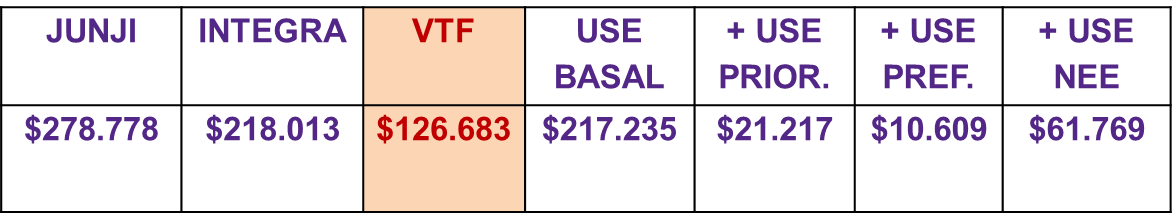 JUNJI INTEGRA VTF USE BASAL + USE PRIOR. + USE PREF. + USE NEE
$278.778 $218.013 $126.683 $217.235 $21.217 $10.609 $61.769